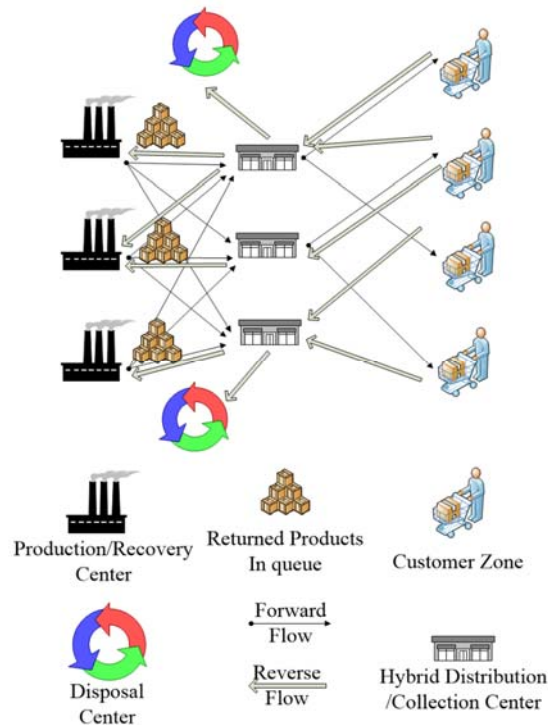 Production/Recovery
Center
Returned Products
In queue
Customer Zone
Disposal
Center
Forward
Flow
Reverse
Flow
Hybrid Distribution
/Collection Center